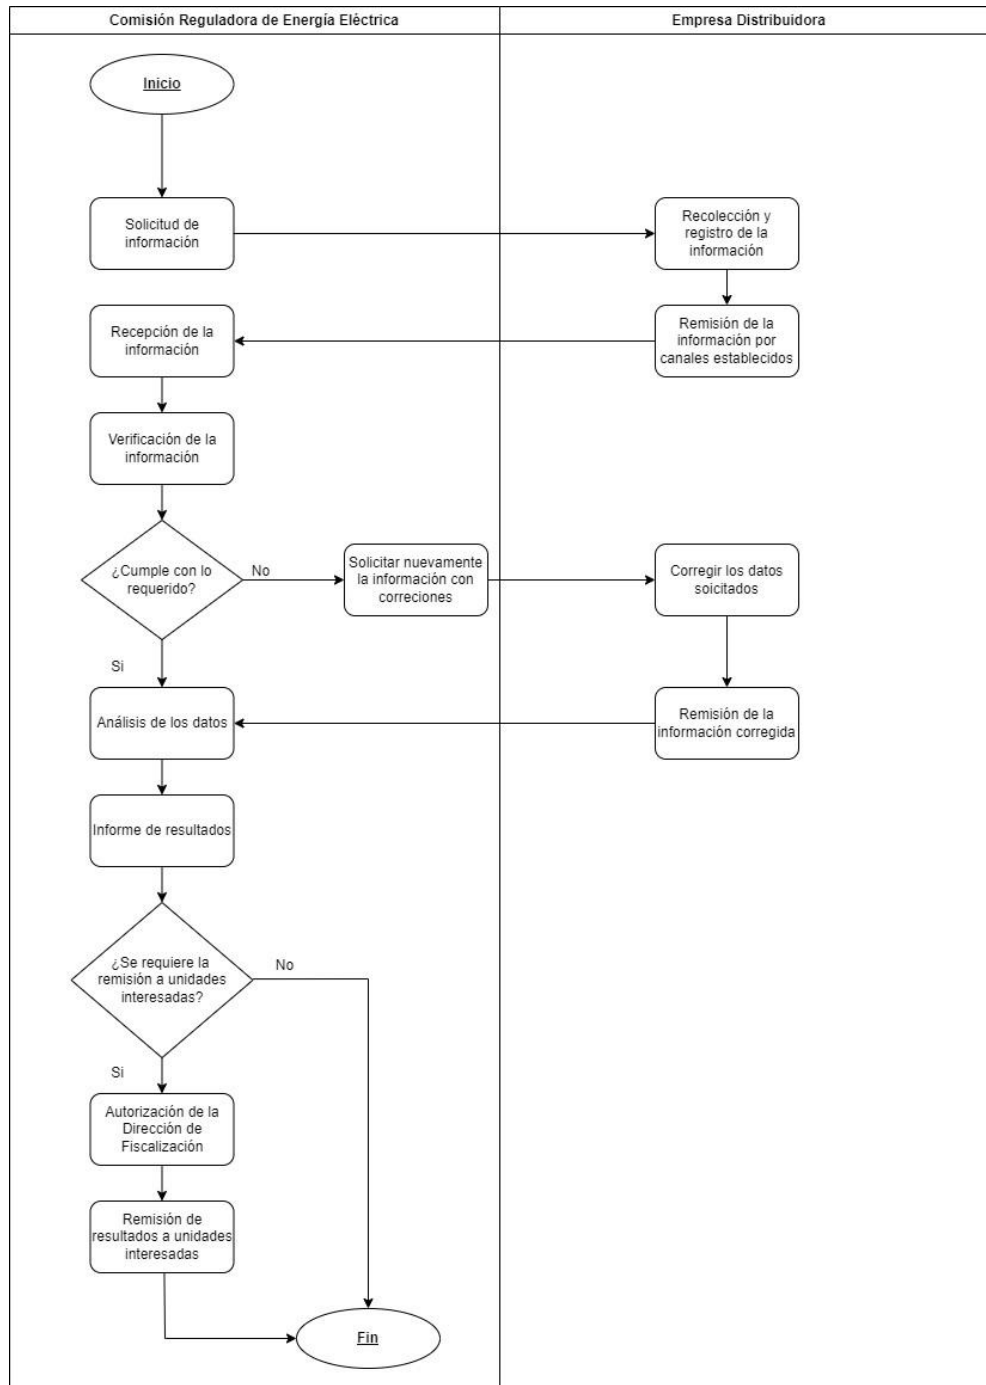 Comisión Reguladora de Energía Eléctrica
Empresa Distribuidora
Inicio
Solicitud de
información
Recolección y
registro de la
información
Recepción de la
información
Remisión de la
información por
canales establecidos
Verificación de la
información
¿Cumple con lo
requerido?
No
Solicitar nuevamente
la información con
correciones
Corregir los datos
soicitados
Si
Análisis de los datos
Remisión de la
información corregida
Informe de resultados
¿Se requiere la
remisión a unidades
interesadas?
No
Si
Autorización de la
Dirección de
Fiscalización
Remisión de
resultados a unidades
interesadas
Fin